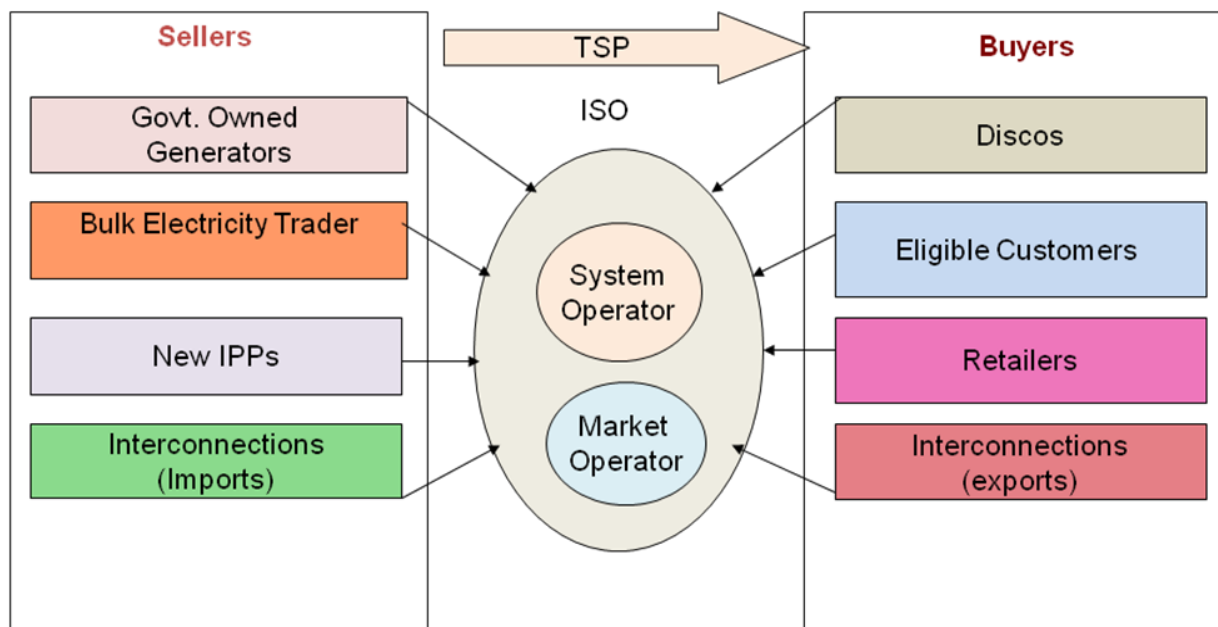 Sellers
Govt. Owned
Generators
Bulk Electricity Trader
New IPPs
Interconnections
(Imports)
TSP
ISO
System
Operator
Market
Operator
Buyers
Discos
Eligible Customers
Retailers
Interconnections
(exports)